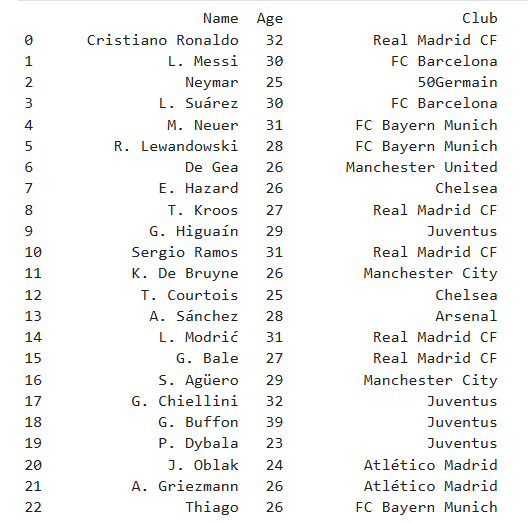 Name Age Club
0 Cristiano Ronaldo 32 Real Madrid CF
1 L. Messi 30 FC Barcelona
2 Neymar 25 50Germain
3 L. Suárez 30 FC Barcelona
4 M. Neuer 31 FC Bayern Munich
5 R. Lewandowski 28 FC Bayern Munich
6 De Gea 26 Manchester United
7 E. Hazard 26 Chelsea
8 T. Kroos 27 Real Madrid CF
9 G. Higuaín 29 Juventus
10 Sergio Ramos 31 Real Madrid CF
11 K. De Bruyne 26 Manchester City
12 T. Courtois 25 Chelsea
13 A. Sánchez 28 Arsenal
14 L. Modrić 31 Real Madrid CF
15 G. Bale 27 Real Madrid CF
16 S. Agüero 29 Manchester City
17 G. Chiellini 32 Juventus
18 G. Buffon 39 Juventus
19 P. Dybala 23 Juventus
20 J. Oblak 24 Atlético Madrid
21 A. Griezmann 26 Atlético Madrid
22 Thiago 26 FC Bayern Munich